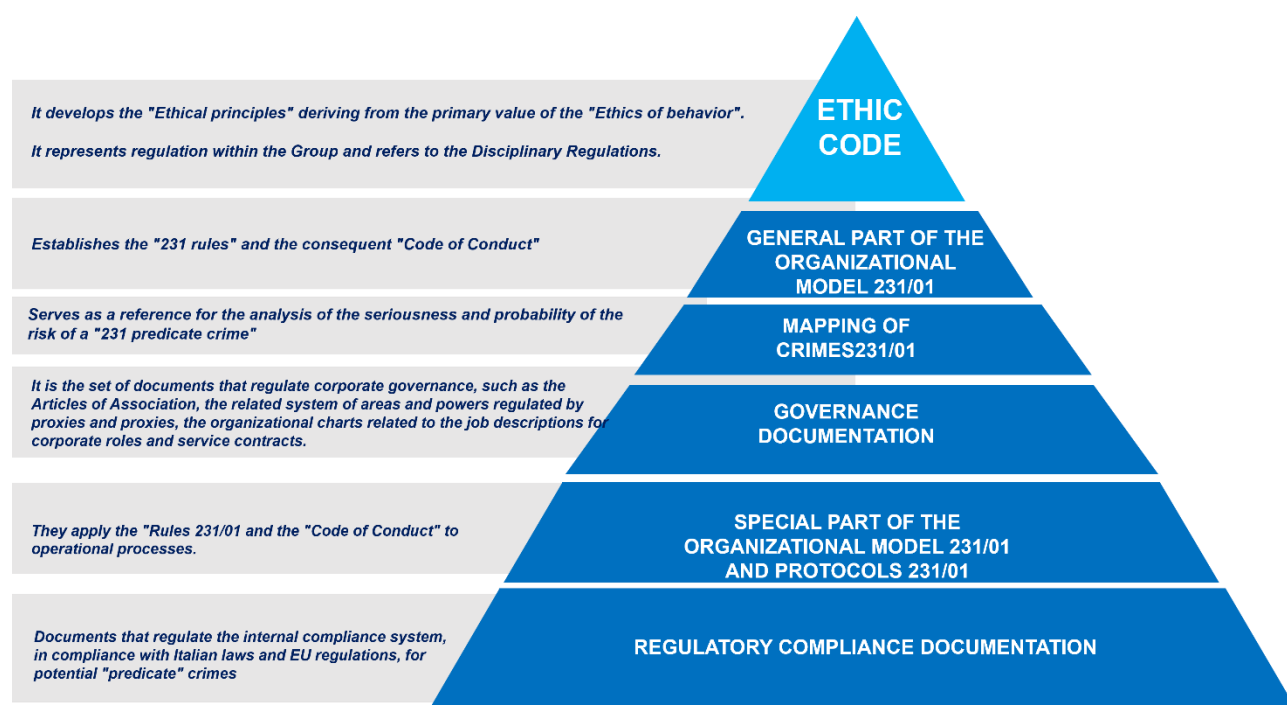 It develops the "Ethical principles" deriving from the primary value of the "Ethics of behavior".
It represents regulation within the Group and refers to the Disciplinary Regulations.
ETHIC
CODE
Establishes the "231 rules" and the consequent "Code of Conduct"
GENERAL PART OF THE
ORGANIZATIONAL
MODEL 231/01
Serves as a reference for the analysis of the seriousness and probability of the
risk of a "231 predicate crime"
MAPPING OF
CRIMES231/01
It is the set of documents that regulate corporate governance, such as the
Articles of Association, the related system of areas and powers regulated by
proxies and proxies, the organizational charts related to the job descriptions for
corporate roles and service contracts.
GOVERNANCE
DOCUMENTATION
They apply the "Rules 231/01 and the "Code of Conduct" to
operational processes.
SPECIAL PART OF THE
ORGANIZATIONAL MODEL 231/01
AND PROTOCOLS 231/01
Documents that regulate the internal compliance system,
in compliance with Italian laws and EU regulations, for
potential "predicate" crimes
REGULATORY COMPLIANCE DOCUMENTATION